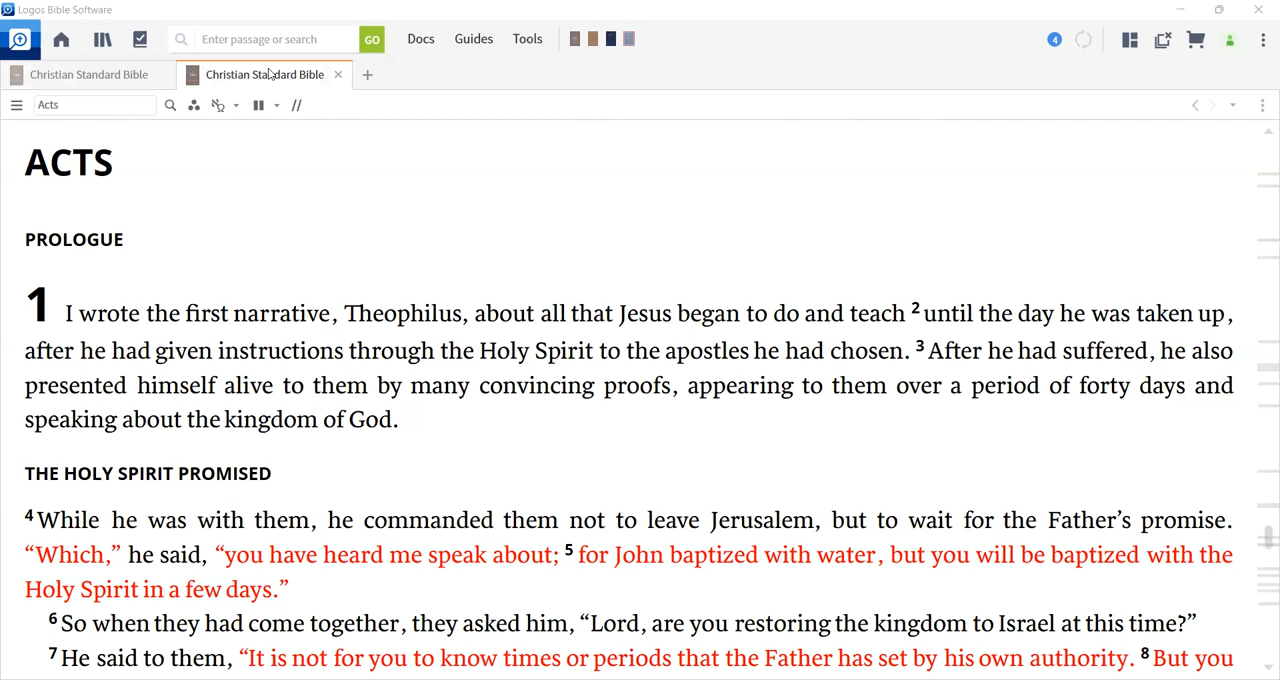 Logos Bible Software
Enter passage or search
GO
Docs
Guides
Tools
4
Christian Standard Bible
Christian Standard Bible
Acts
ACTS
PROLOGUE
1 I wrote the first narrative, Theophilus, about all that Jesus began to do and teach 2 until the day he was taken up,
after he had given instructions through the Holy Spirit to the apostles he had chosen. 3 After he had suffered, he also
presented himself alive to them by many convincing proofs, appearing to them over a period of forty days and
speaking about the kingdom of God.
THE HOLY SPIRIT PROMISED
4 While he was with them, he commanded them not to leave Jerusalem, but to wait for the Father’s promise.
“Which,” he said, “you have heard me speak about; 5 for John baptized with water, but you will be baptized with the
Holy Spirit in a few days.”
6 So when they had come together, they asked him, “Lord, are you restoring the kingdom to Israel at this time?”
7 He said to them, “It is not for you to know times or periods that the Father has set by his own authority. 8 But you